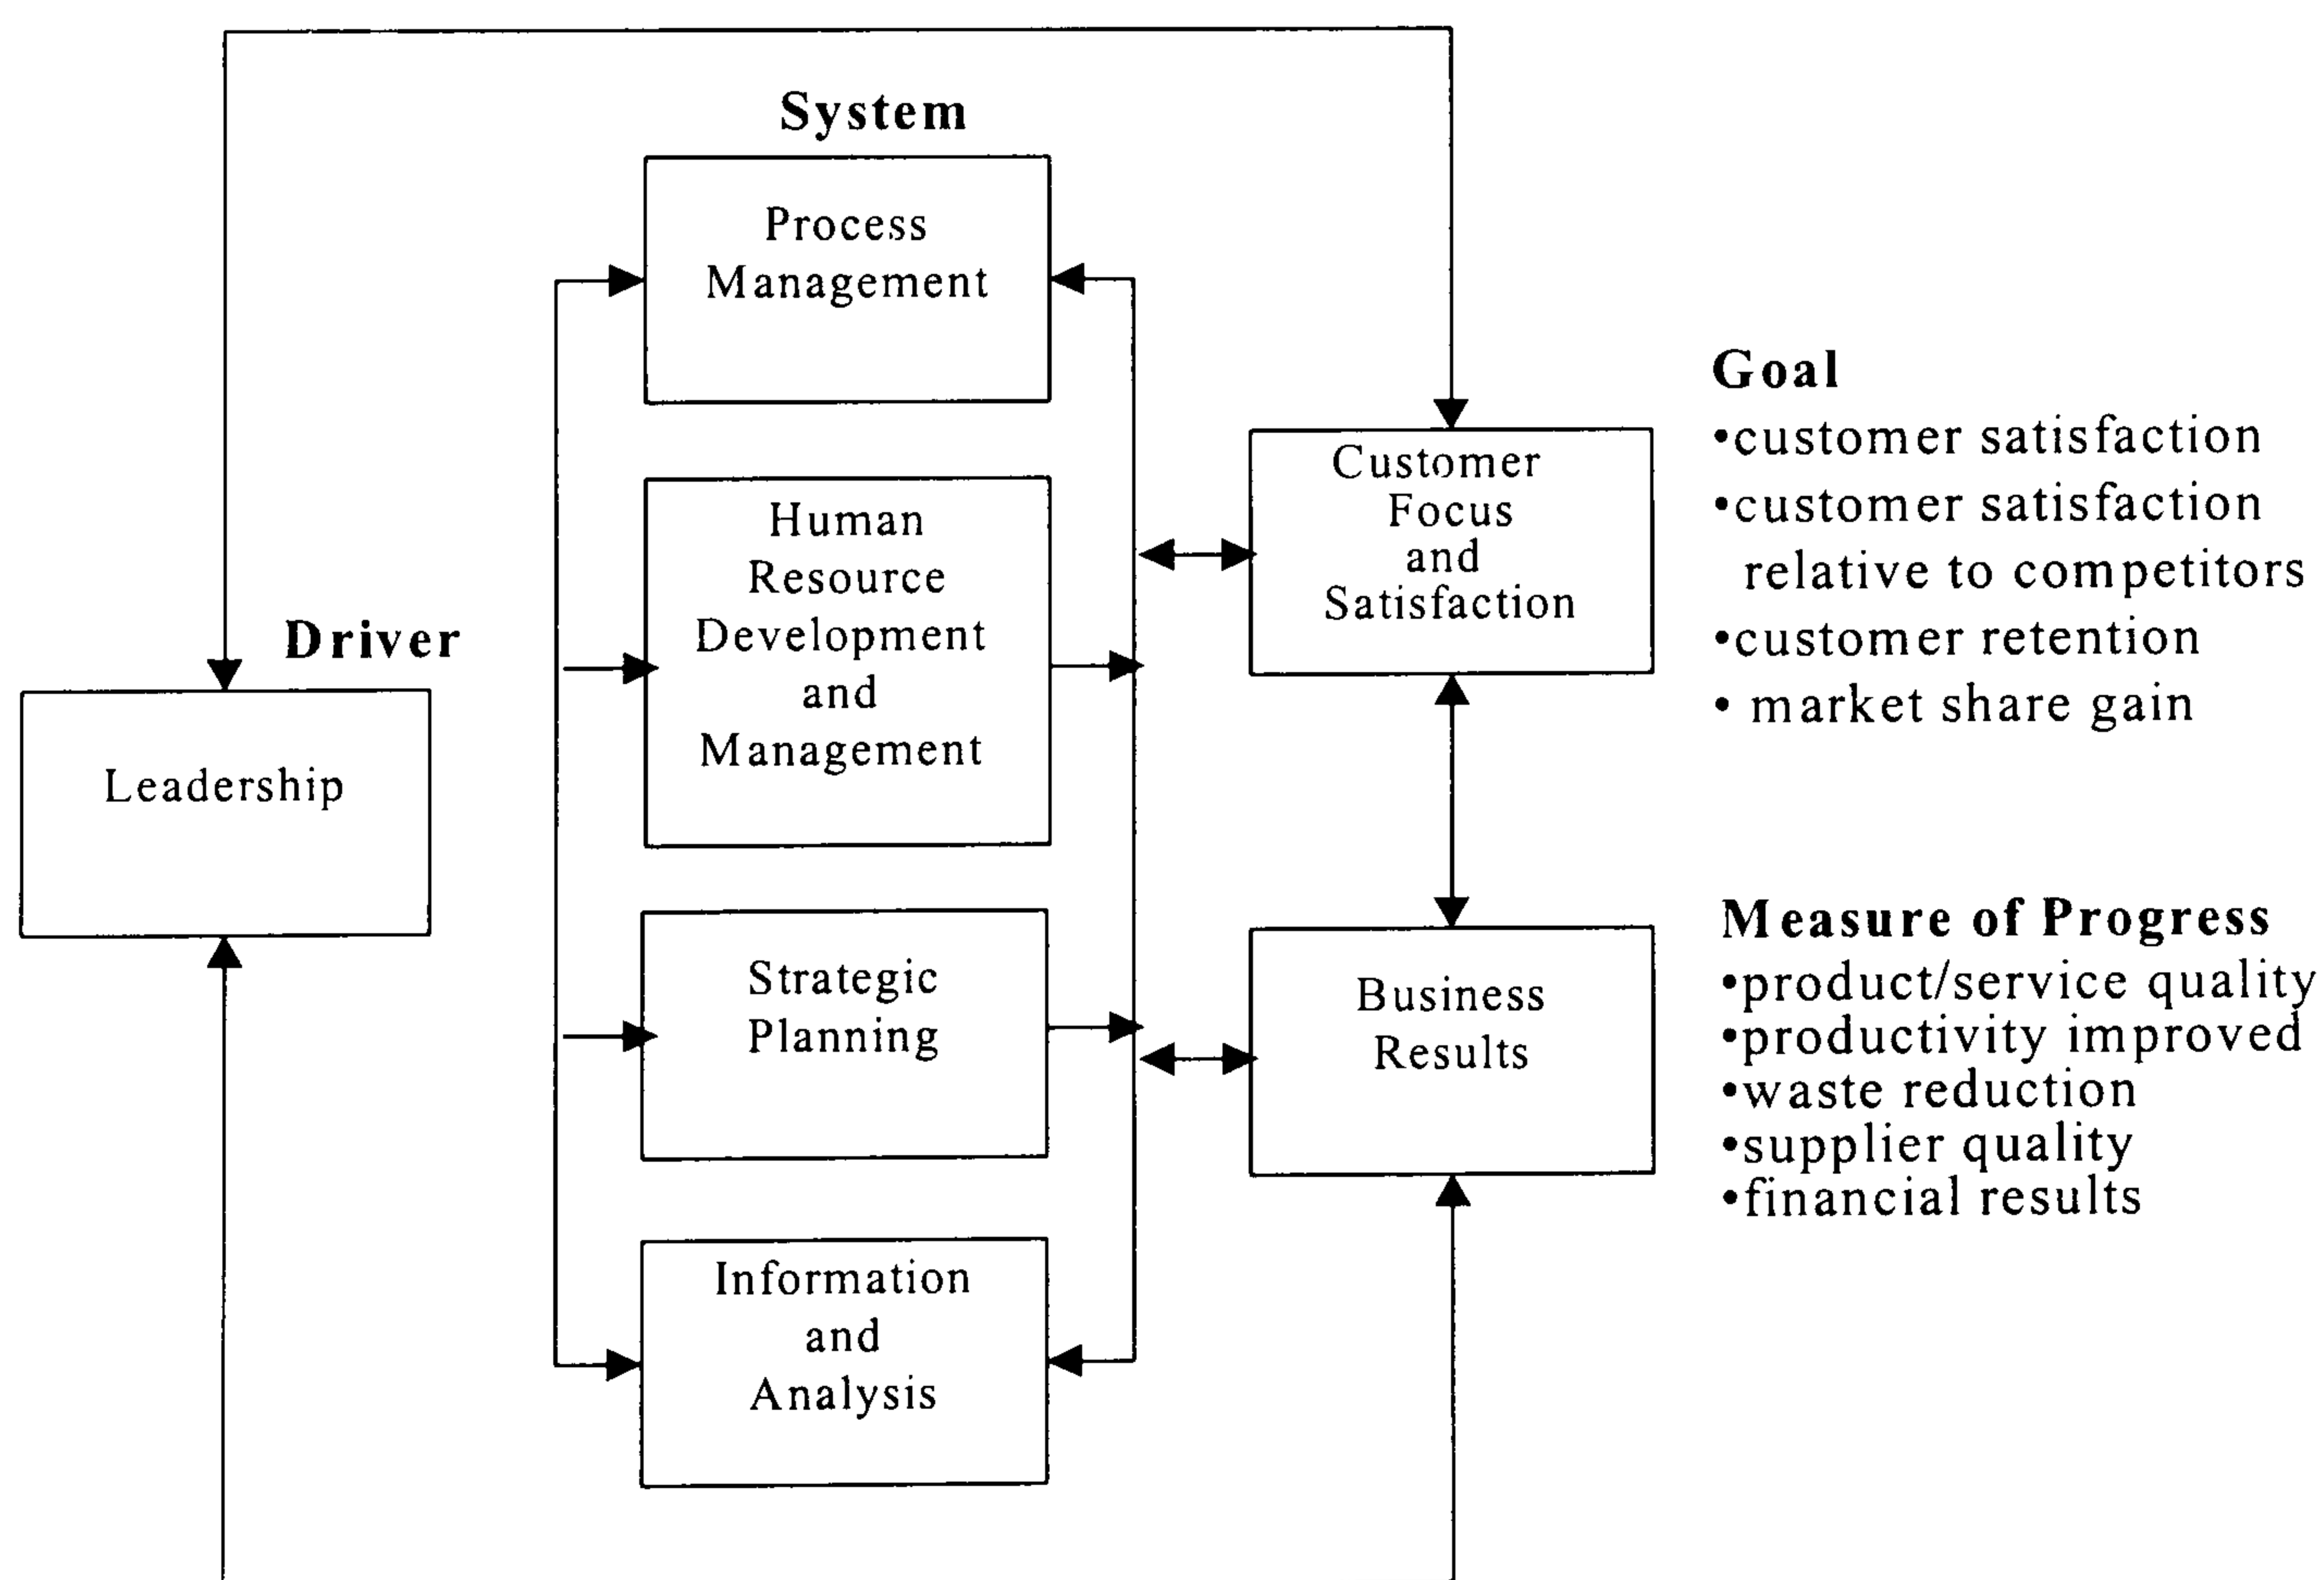 System
Process
Management
Human
Resource
Development
and
Management
Driver
Leadership
Strategic
Planning
Information
and
Analysis
Customer
Focus
and
Satisfaction
Business
Results
Goal
•customer satisfaction
•customer satisfaction
relative to competitors
•customer retention
• market share gain
Measure of Progress
•product/service quality
•productivity improved
•waste reduction
•supplier quality
•financial results